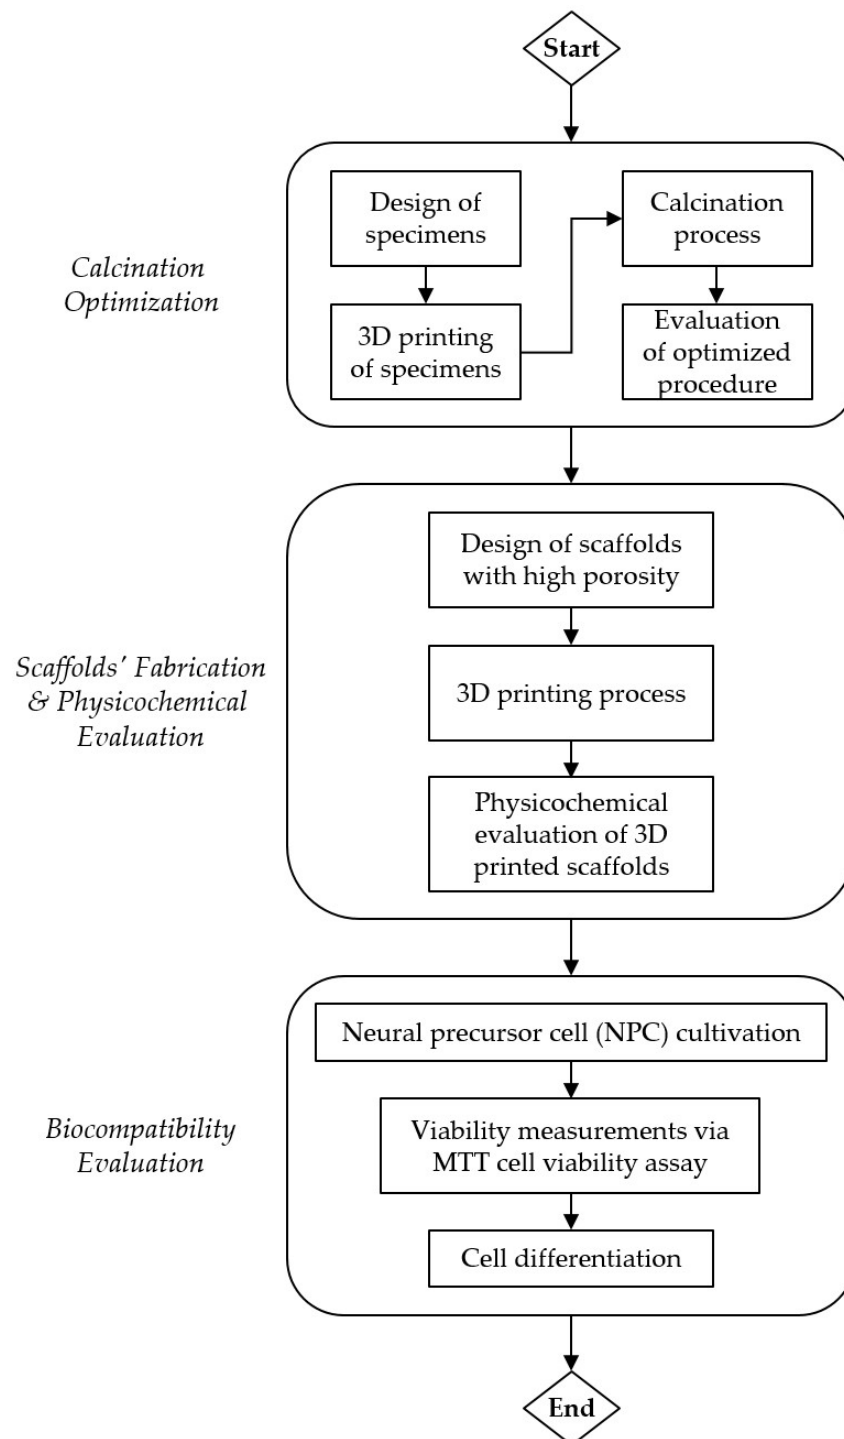 Start
Calcination
Optimization
Design of
specimens
3D printing
of specimens
Calcination
process
Evaluation
of optimized
procedure
Scaffolds' Fabrication
& Physicochemical
Evaluation
Design of scaffolds
with high porosity
3D printing process
Physicochemical
evaluation of 3D
printed scaffolds
Biocompatibility
Evaluation
Neural precursor cell (NPC) cultivation
Viability measurements via
MTT cell viability assay
Cell differentiation
End